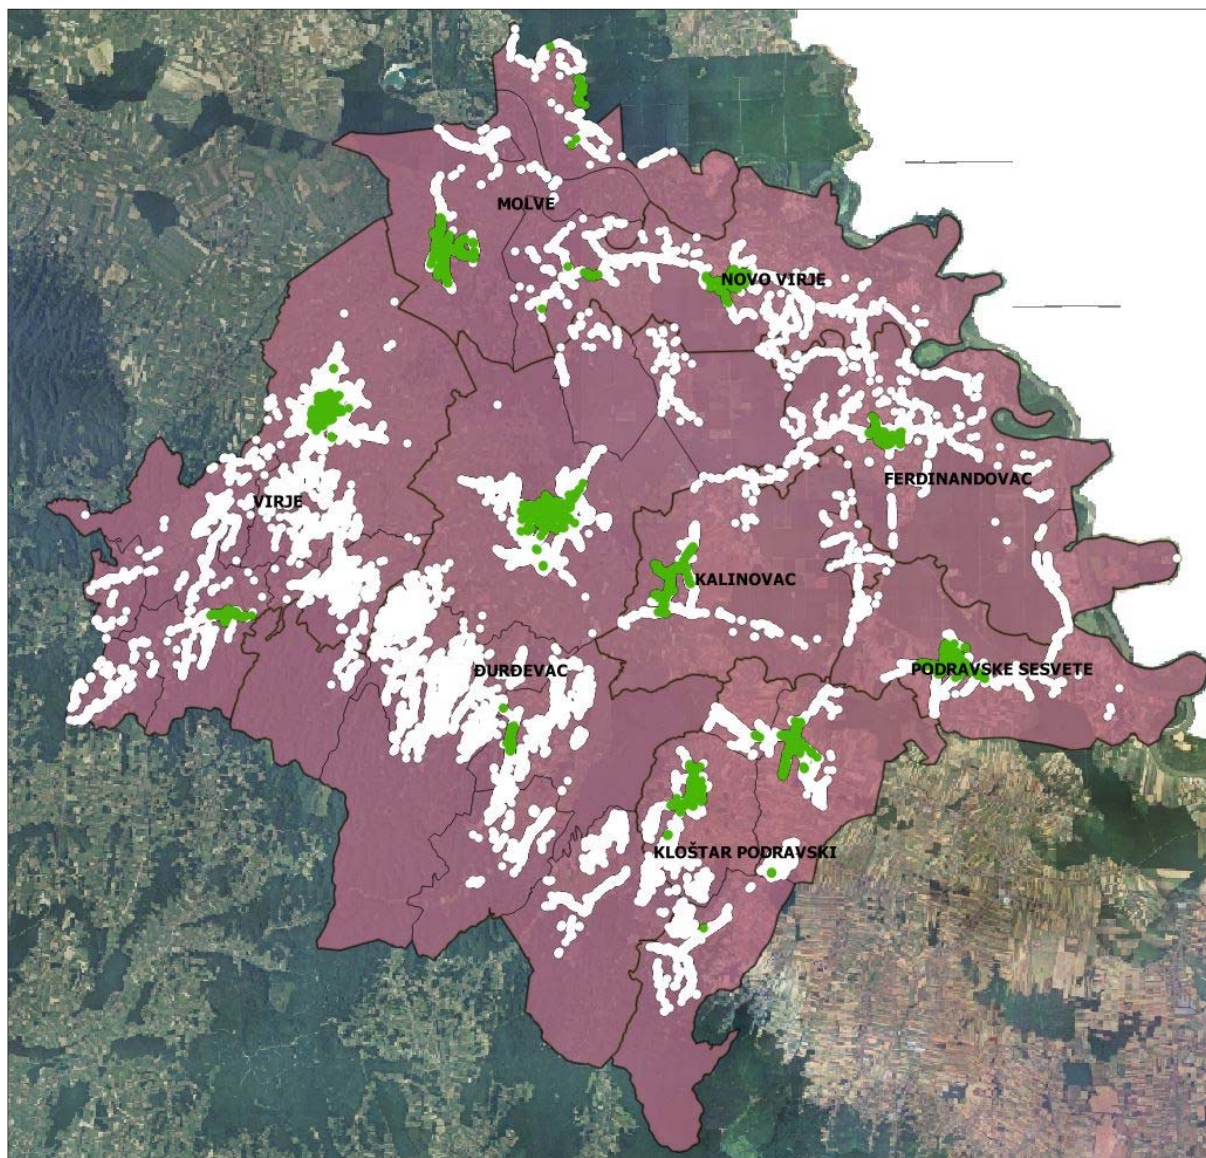 MOLVE
NOVO VIRJE
FERDINANDOVAC
VIRJE
KALINOVAC
ĐURĐEVAC
PODRAVSKE SESVETE
KLOŠTAR PODRAVSKI